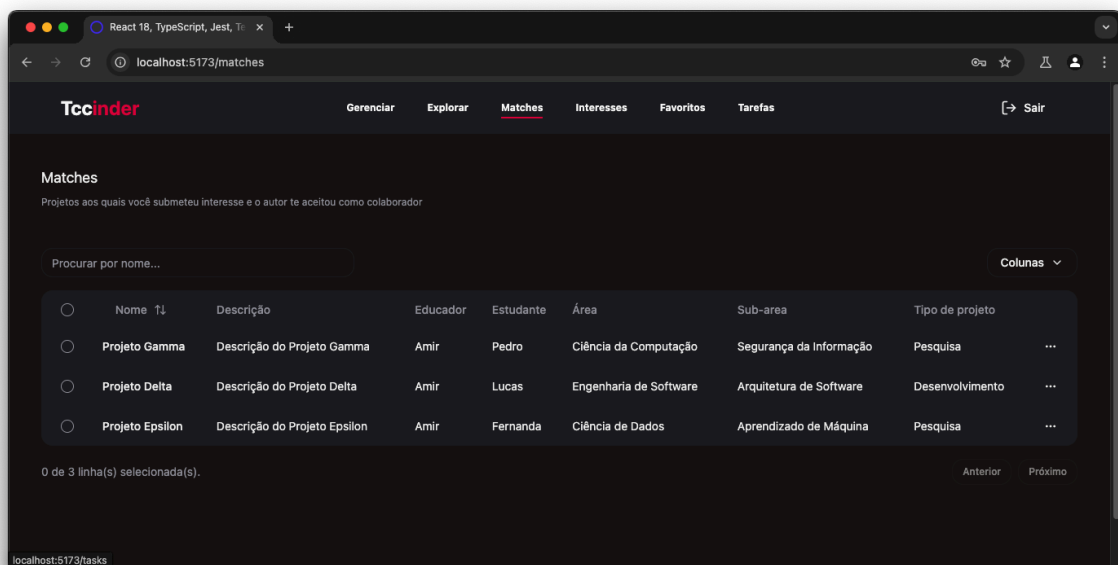 React 18, TypeScript, Jest, Te
localhost:5173/matches
Tccinder Gerenciar Explorar Matches Interesses Favoritos Tarefas Sair
Matches
Projetos aos quais você submeteu interesse e o autor te aceitou como colaborador
Procurar por nome... Colunas
Nome Descrição Educador Estudante Área Sub-area Tipo de projeto
Projeto Gamma Descrição do Projeto Gamma Amir Pedro Ciência da Computação Segurança da Informação Pesquisa ...
Projeto Delta Descrição do Projeto Delta Amir Lucas Engenharia de Software Arquitetura de Software Desenvolvimento ...
Projeto Epsilon Descrição do Projeto Epsilon Amir Fernanda Ciência de Dados Aprendizado de Máquina Pesquisa ...
0 de 3 linha(s) selecionada(s). Anterior Próximo
localhost:5173/tasks